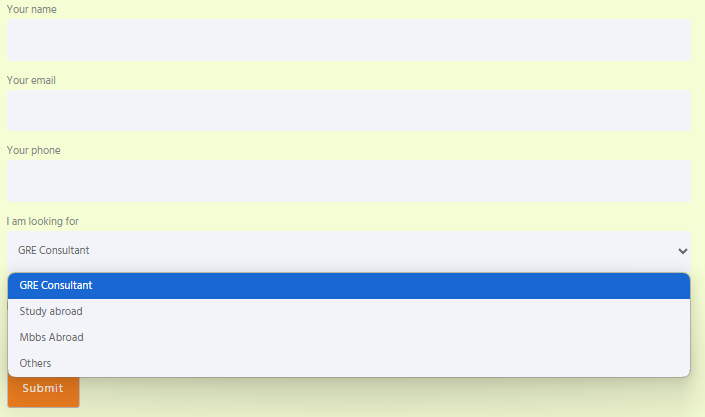 Your name
Your email
Your phone
I am looking for
GRE Consultant
GRE Consultant
Study abroad
Mbbs Abroad
Others
Submit